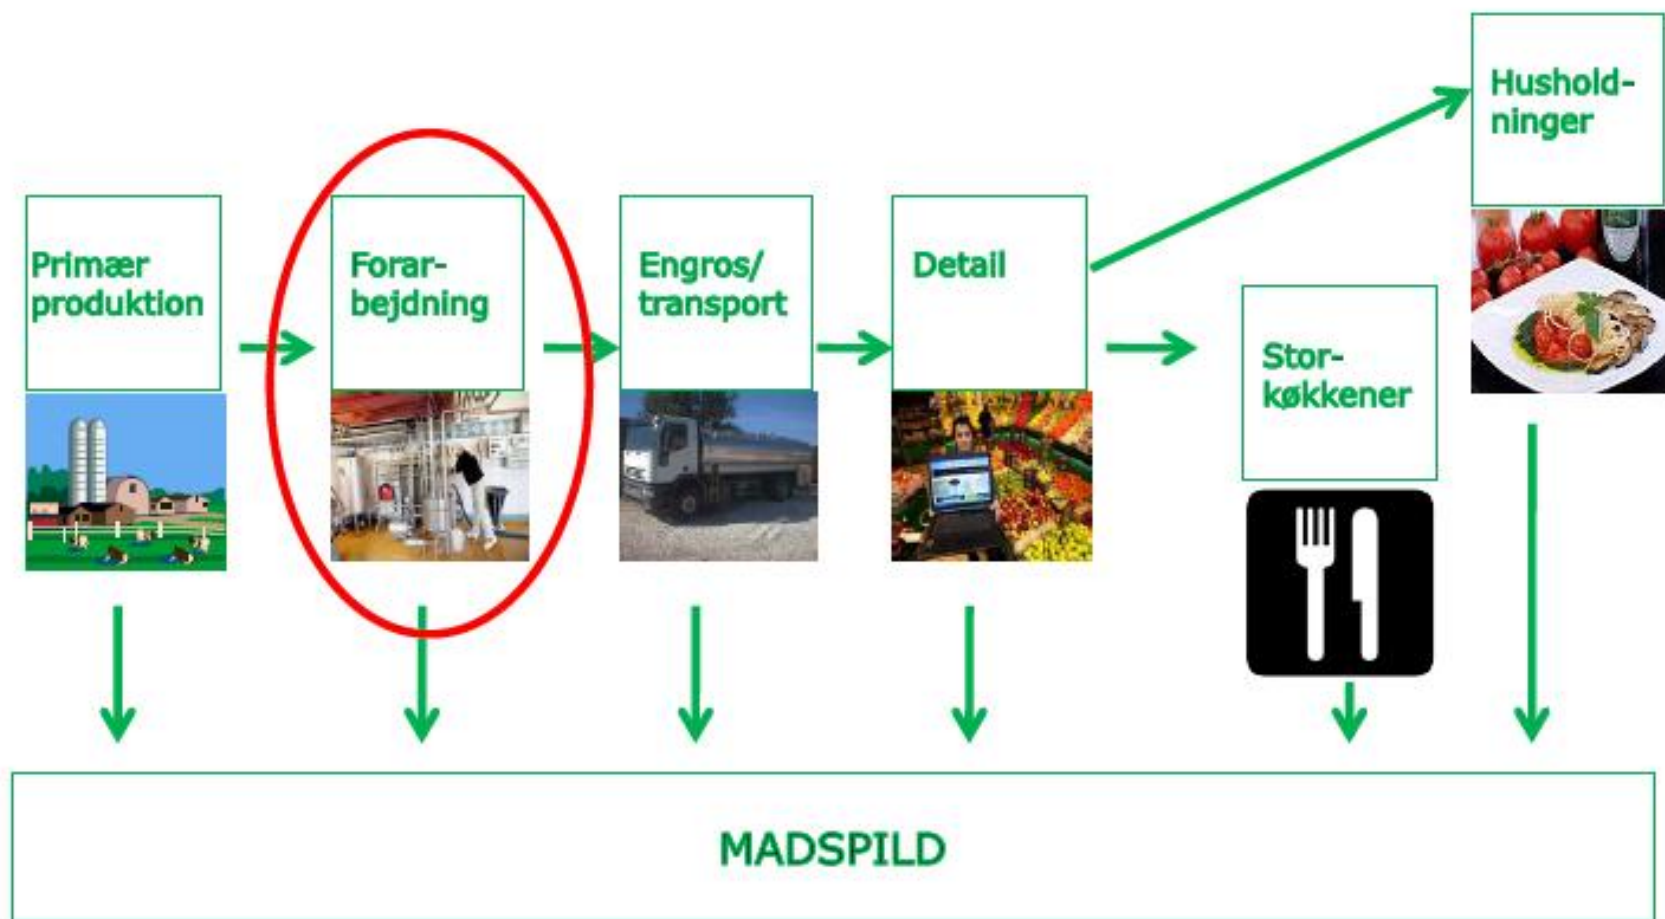 Primær
produktion
Forar-
bejdning
Engros/
transport
Detail
Stor-
køkkener
Hushold-
ninger
MADSPILD